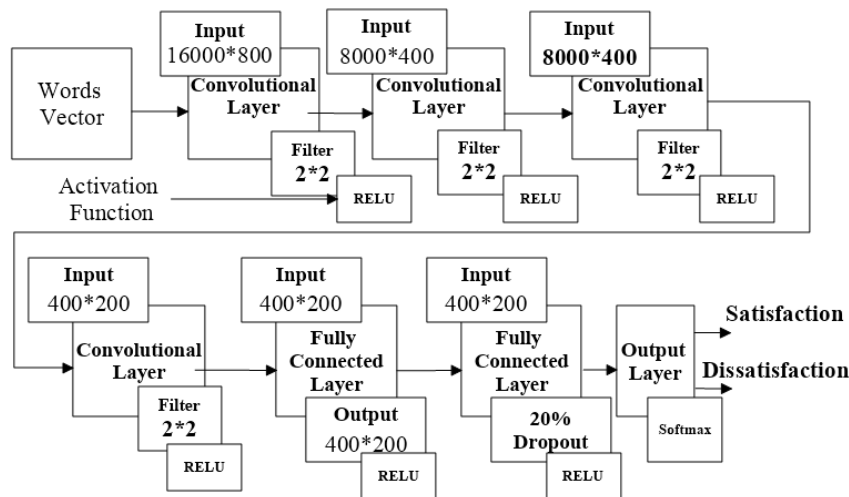 Words
Vector
Input
16000*800
Convolutional
Layer
Filter
2*2
RELU
Activation
Function
Input
8000*400
Convolutional
Layer
Filter
2*2
RELU
Input
8000*400
Convolutional
Layer
Filter
2*2
RELU
Input
400*200
Convolutional
Layer
Filter
2*2
RELU
Input
400*200
Fully
Connected
Layer
Output
400*200
RELU
Input
400*200
Fully
Connected
Layer
20%
Dropout
RELU
Output
Layer
Softmax
Satisfaction
Dissatisfaction